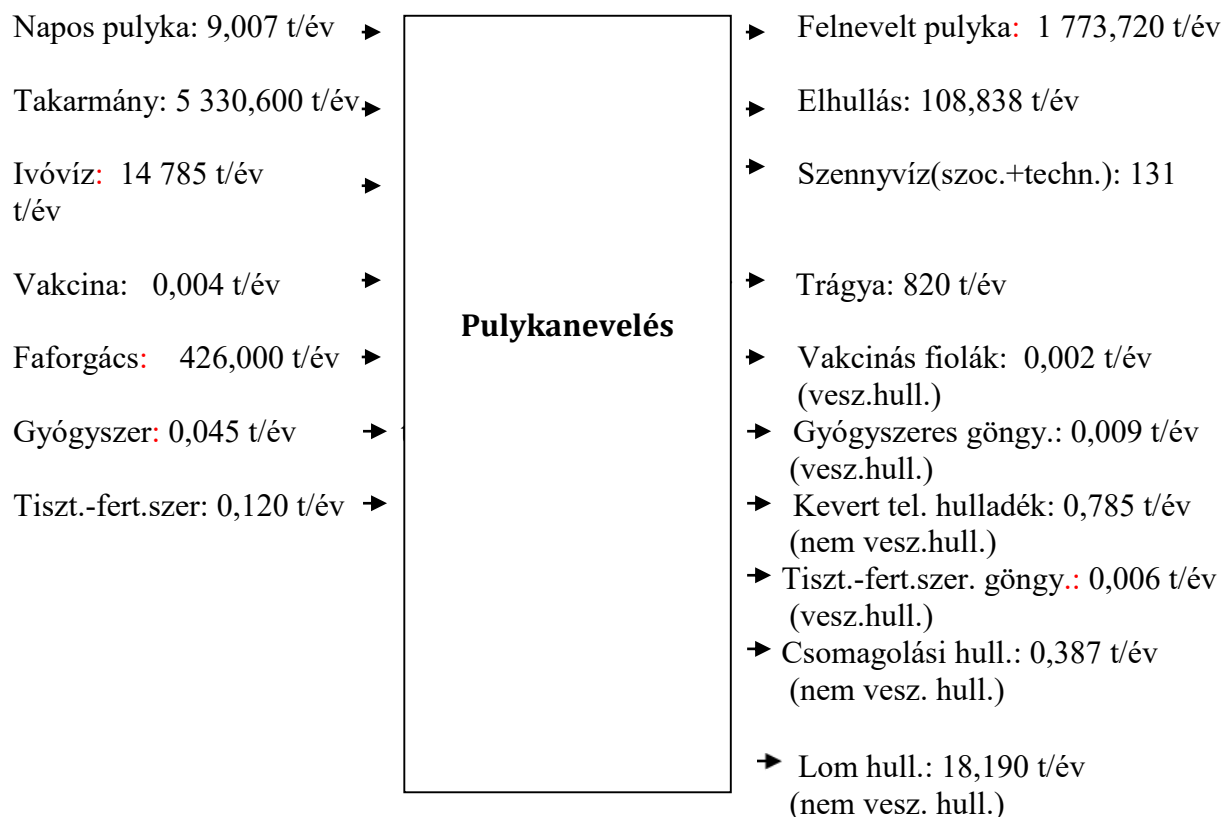 Napos pulyka: 9,007 t/év
Takarmány: 5 330,600 t/év
Ivóvíz: 14 785 t/év
t/év
Vakcina: 0,004 t/év
Faforgács: 426,000 t/év
Gyógyszer: 0,045 t/év
Tiszt.-fert.szer: 0,120 t/év
Pulykanevelés
Felnevelt pulyka: 1 773,720 t/év
Elhullás: 108,838 t/év
Szennyvíz(szoc.+techn.): 131
Trágya: 820 t/év
Vakcinás fiolák: 0,002 t/év
(vesz.hull.)
Gyógyszeres göngy.: 0,009 t/év
(vesz.hull.)
Kevert tel. hulladék: 0,785 t/év
(nem vesz.hull.)
Tiszt.-fert.szer. göngy.: 0,006 t/év
(vesz.hull.)
Csomagolási hull.: 0,387 t/év
(nem vesz. hull.)
Lom hull.: 18,190 t/év
(nem vesz. hull.)